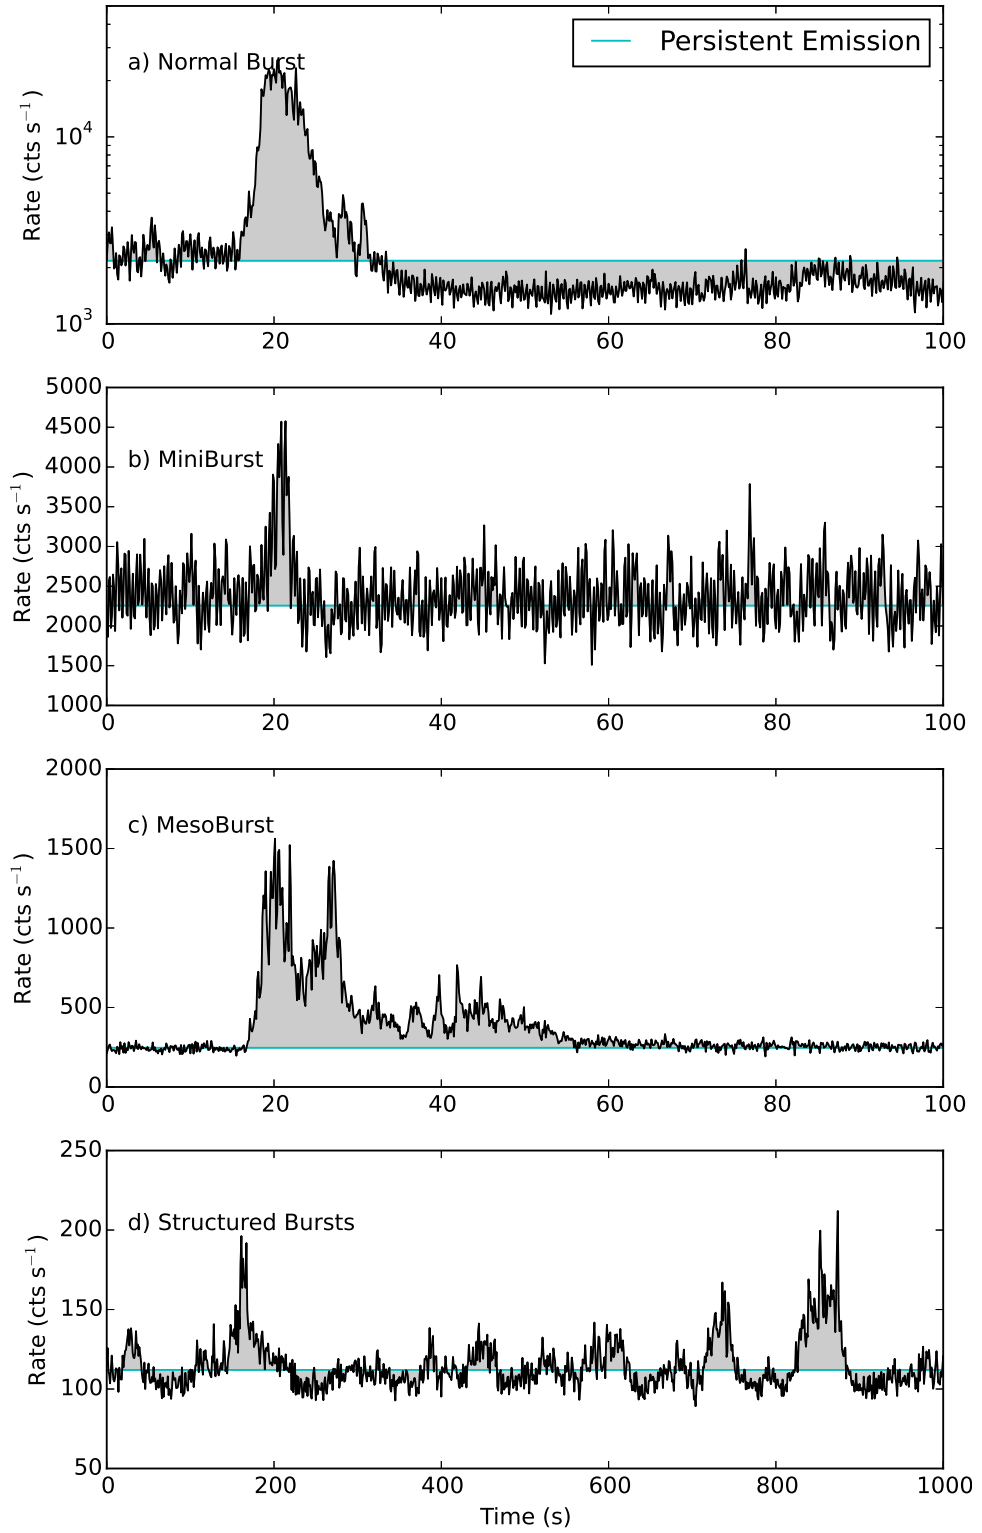 a) Normal Burst
Persistent Emission
Rate (cts s⁻¹)
10⁴
10³
0 20 40 60 80 100
b) MiniBurst
Rate (cts s⁻¹)
5000
4500
4000
3500
3000
2500
2000
1500
1000
0 20 40 60 80 100
c) MesoBurst
Rate (cts s⁻¹)
2000
1500
1000
500
0
0 20 40 60 80 100
d) Structured Bursts
Rate (cts s⁻¹)
250
200
150
100
50
0 200 400 600 800 1000
Time (s)